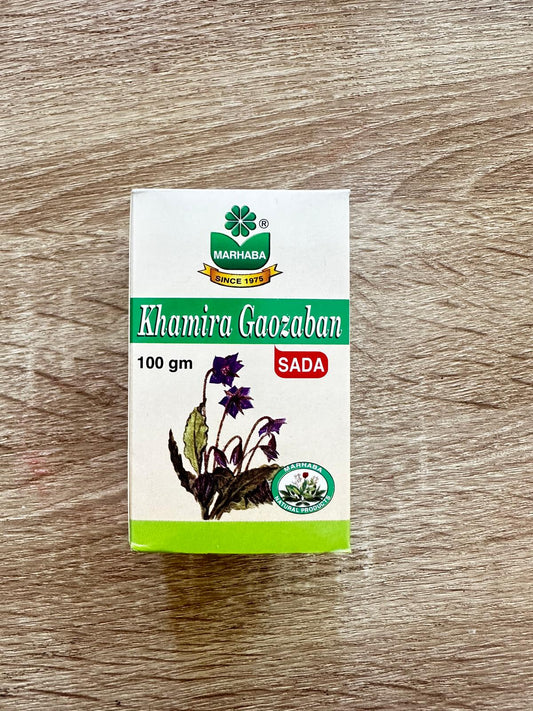 ®
MARHABA
SINCE 1975
Khamira Gaozaban
100 gm
SADA
MARHABA
NATURAL PRODUCTS